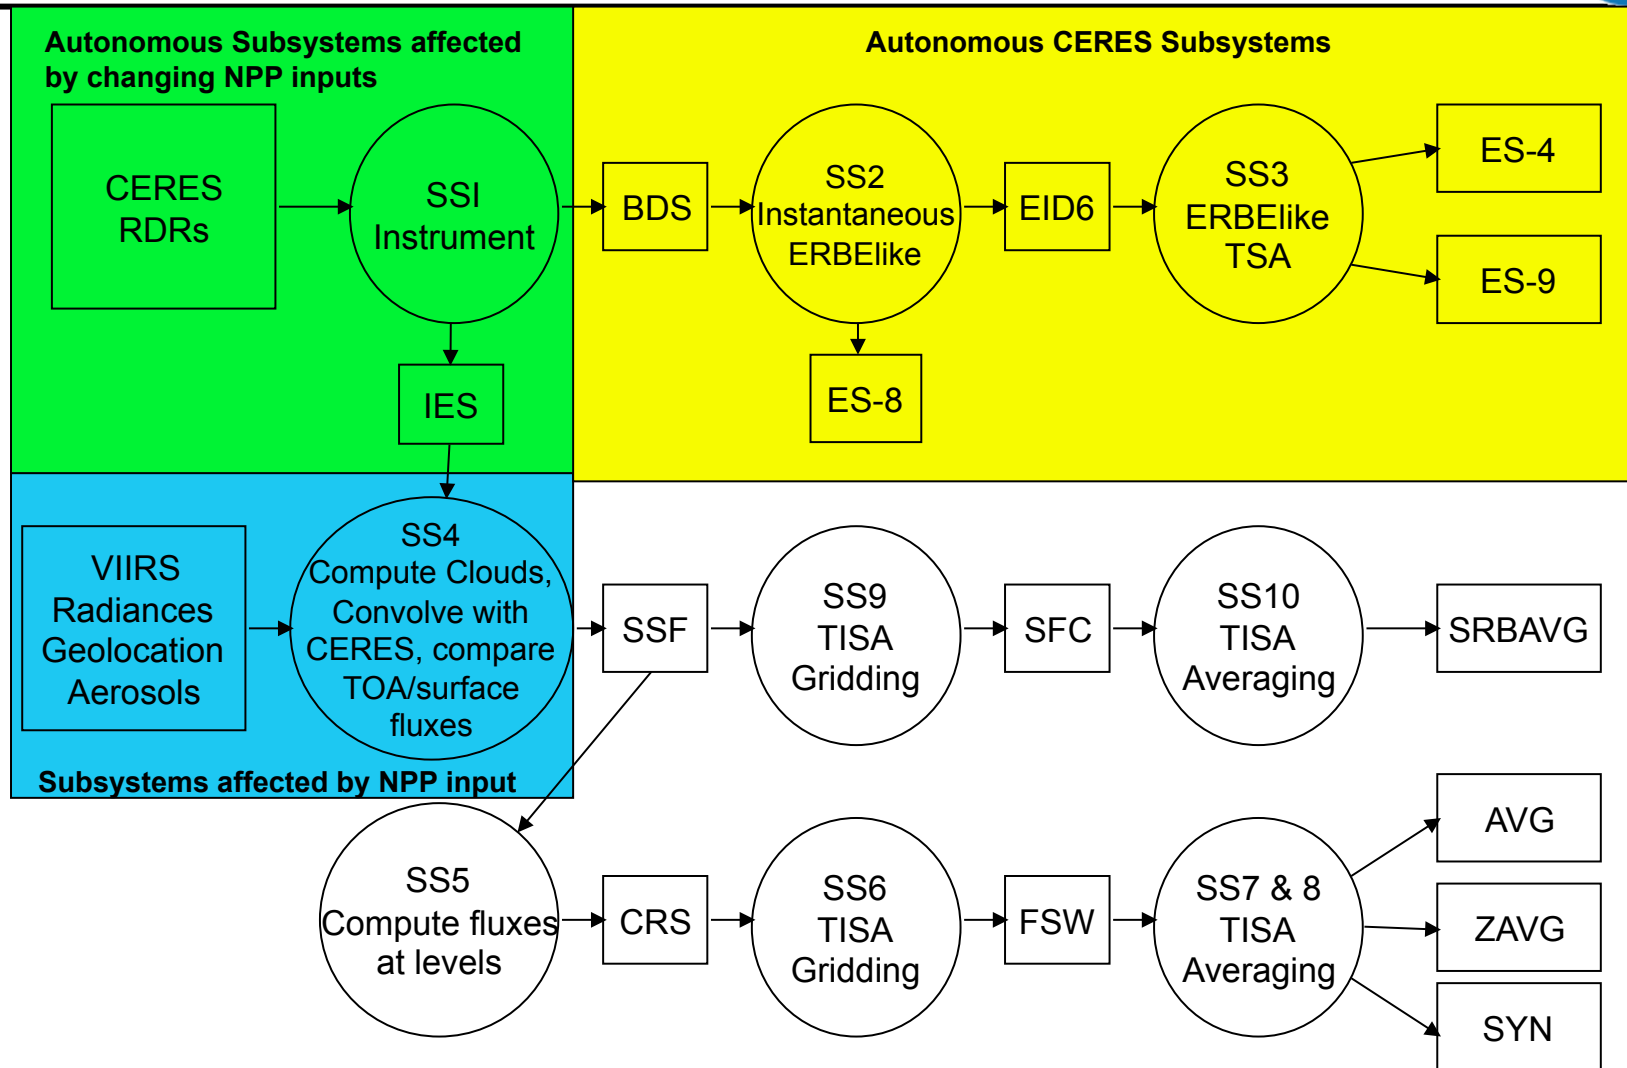 Autonomous Subsystems affected
by changing NPP inputs
Autonomous CERES Subsystems
CERES
RDRs
SSI
Instrument
BDS
SS2
Instantaneous
ERBElike
EID6
SS3
ERBElike
TSA
ES-4
ES-9
IES
ES-8
VIIRS
Radiances
Geolocation
Aerosols
SS4
Compute Clouds,
Convolve with
CERES, compare
TOA/surface
fluxes
SSF
SS9
TISA
Gridding
SFC
SS10
TISA
Averaging
SRBAVG
Subsystems affected by NPP input
SS5
Compute fluxes
at levels
CRS
SS6
TISA
Gridding
FSW
SS7 & 8
TISA
Averaging
AVG
ZAVG
SYN